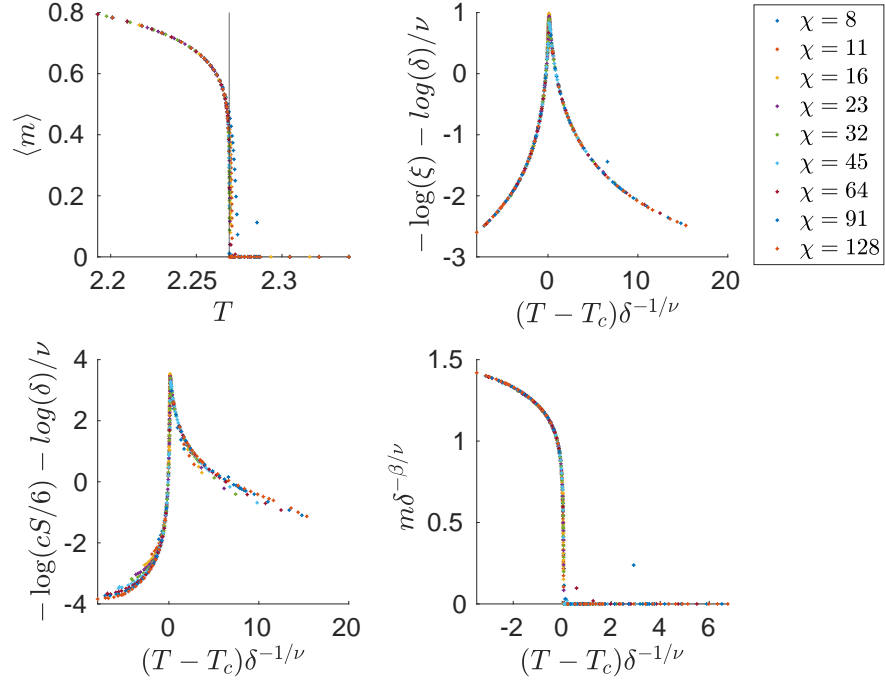 0.8
0.6
0.4
0.2
0
⟨m⟩
2.2 2.25 2.3
T
1
0
-1
-2
-3
− log(ξ) − log(δ)/ν
0 10 20
(T − T_c)δ^{−1/ν}
χ = 8
χ = 11
χ = 16
χ = 23
χ = 32
χ = 45
χ = 64
χ = 91
χ = 128
4
2
0
-2
-4
− log(cS/6) − log(δ)/ν
0 10 20
(T − T_c)δ^{−1/ν}
1.5
1
0.5
0
mδ^{−β/ν}
-2 0 2 4 6
(T − T_c)δ^{−1/ν}